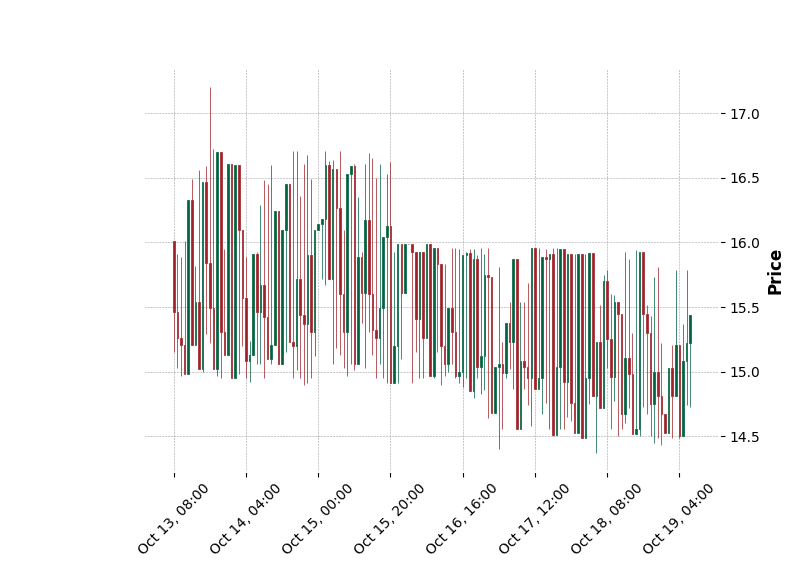 17.0
16.5
16.0
15.5
15.0
14.5
Price
Oct 13, 08:00
Oct 14, 04:00
Oct 15, 00:00
Oct 15, 20:00
Oct 16, 16:00
Oct 17, 12:00
Oct 18, 08:00
Oct 19, 04:00